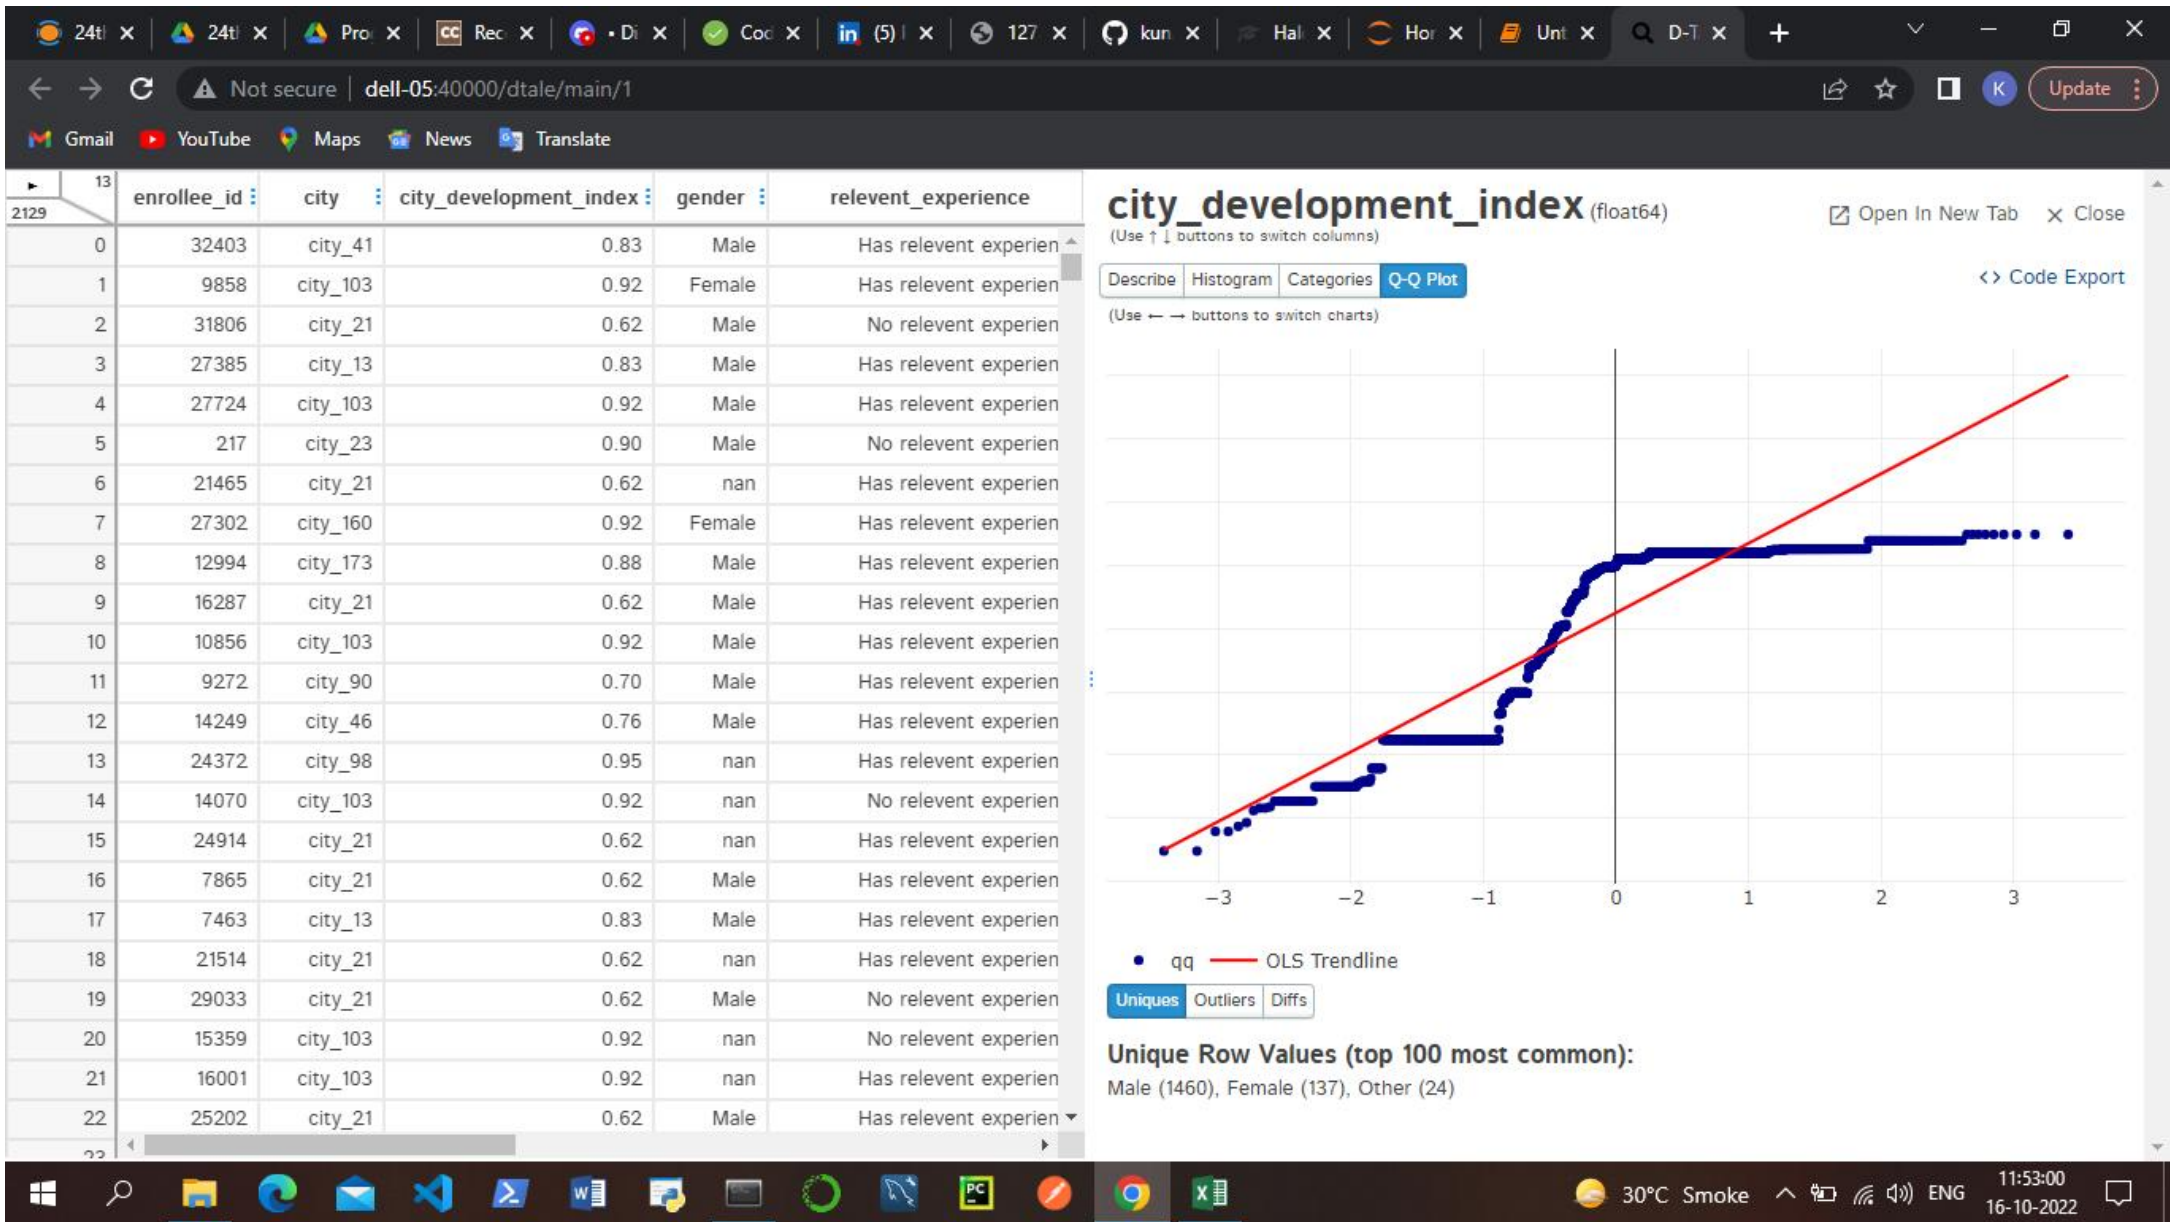 24tl 24tl Pro CC Rec • Di Coc in (5) 127 kun Hal Hor Unt D-T
Not secure | dell-05:40000/dtale/main/1 K Update
Gmail YouTube Maps News Translate
13
2129
enrollee_id city city_development_index gender relevent_experience
0 32403 city_41 0.83 Male Has relevent experien
1 9858 city_103 0.92 Female Has relevent experien
2 31806 city_21 0.62 Male No relevent experien
3 27385 city_13 0.83 Male Has relevent experien
4 27724 city_103 0.92 Male Has relevent experien
5 217 city_23 0.90 Male No relevent experien
6 21465 city_21 0.62 nan Has relevent experien
7 27302 city_160 0.92 Female Has relevent experien
8 12994 city_173 0.88 Male Has relevent experien
9 16287 city_21 0.62 Male Has relevent experien
10 10856 city_103 0.92 Male Has relevent experien
11 9272 city_90 0.70 Male Has relevent experien
12 14249 city_46 0.76 Male Has relevent experien
13 24372 city_98 0.95 nan Has relevent experien
14 14070 city_103 0.92 nan No relevent experien
15 24914 city_21 0.62 nan Has relevent experien
16 7865 city_21 0.62 Male Has relevent experien
17 7463 city_13 0.83 Male Has relevent experien
18 21514 city_21 0.62 nan Has relevent experien
19 29033 city_21 0.62 Male No relevent experien
20 15359 city_103 0.92 nan No relevent experien
21 16001 city_103 0.92 nan Has relevent experien
22 25202 city_21 0.62 Male Has relevent experien
23
city_development_index (float64)
Open In New Tab × Close
(Use ↑ ↓ buttons to switch columns)
Describe Histogram Categories Q-Q Plot
<> Code Export
(Use ← → buttons to switch charts)
−3 −2 −1 0 1 2 3
qq OLS Trendline
Uniques Outliers Diffs
Unique Row Values (top 100 most common):
Male (1460), Female (137), Other (24)
30°C Smoke ENG
11:53:00
16-10-2022